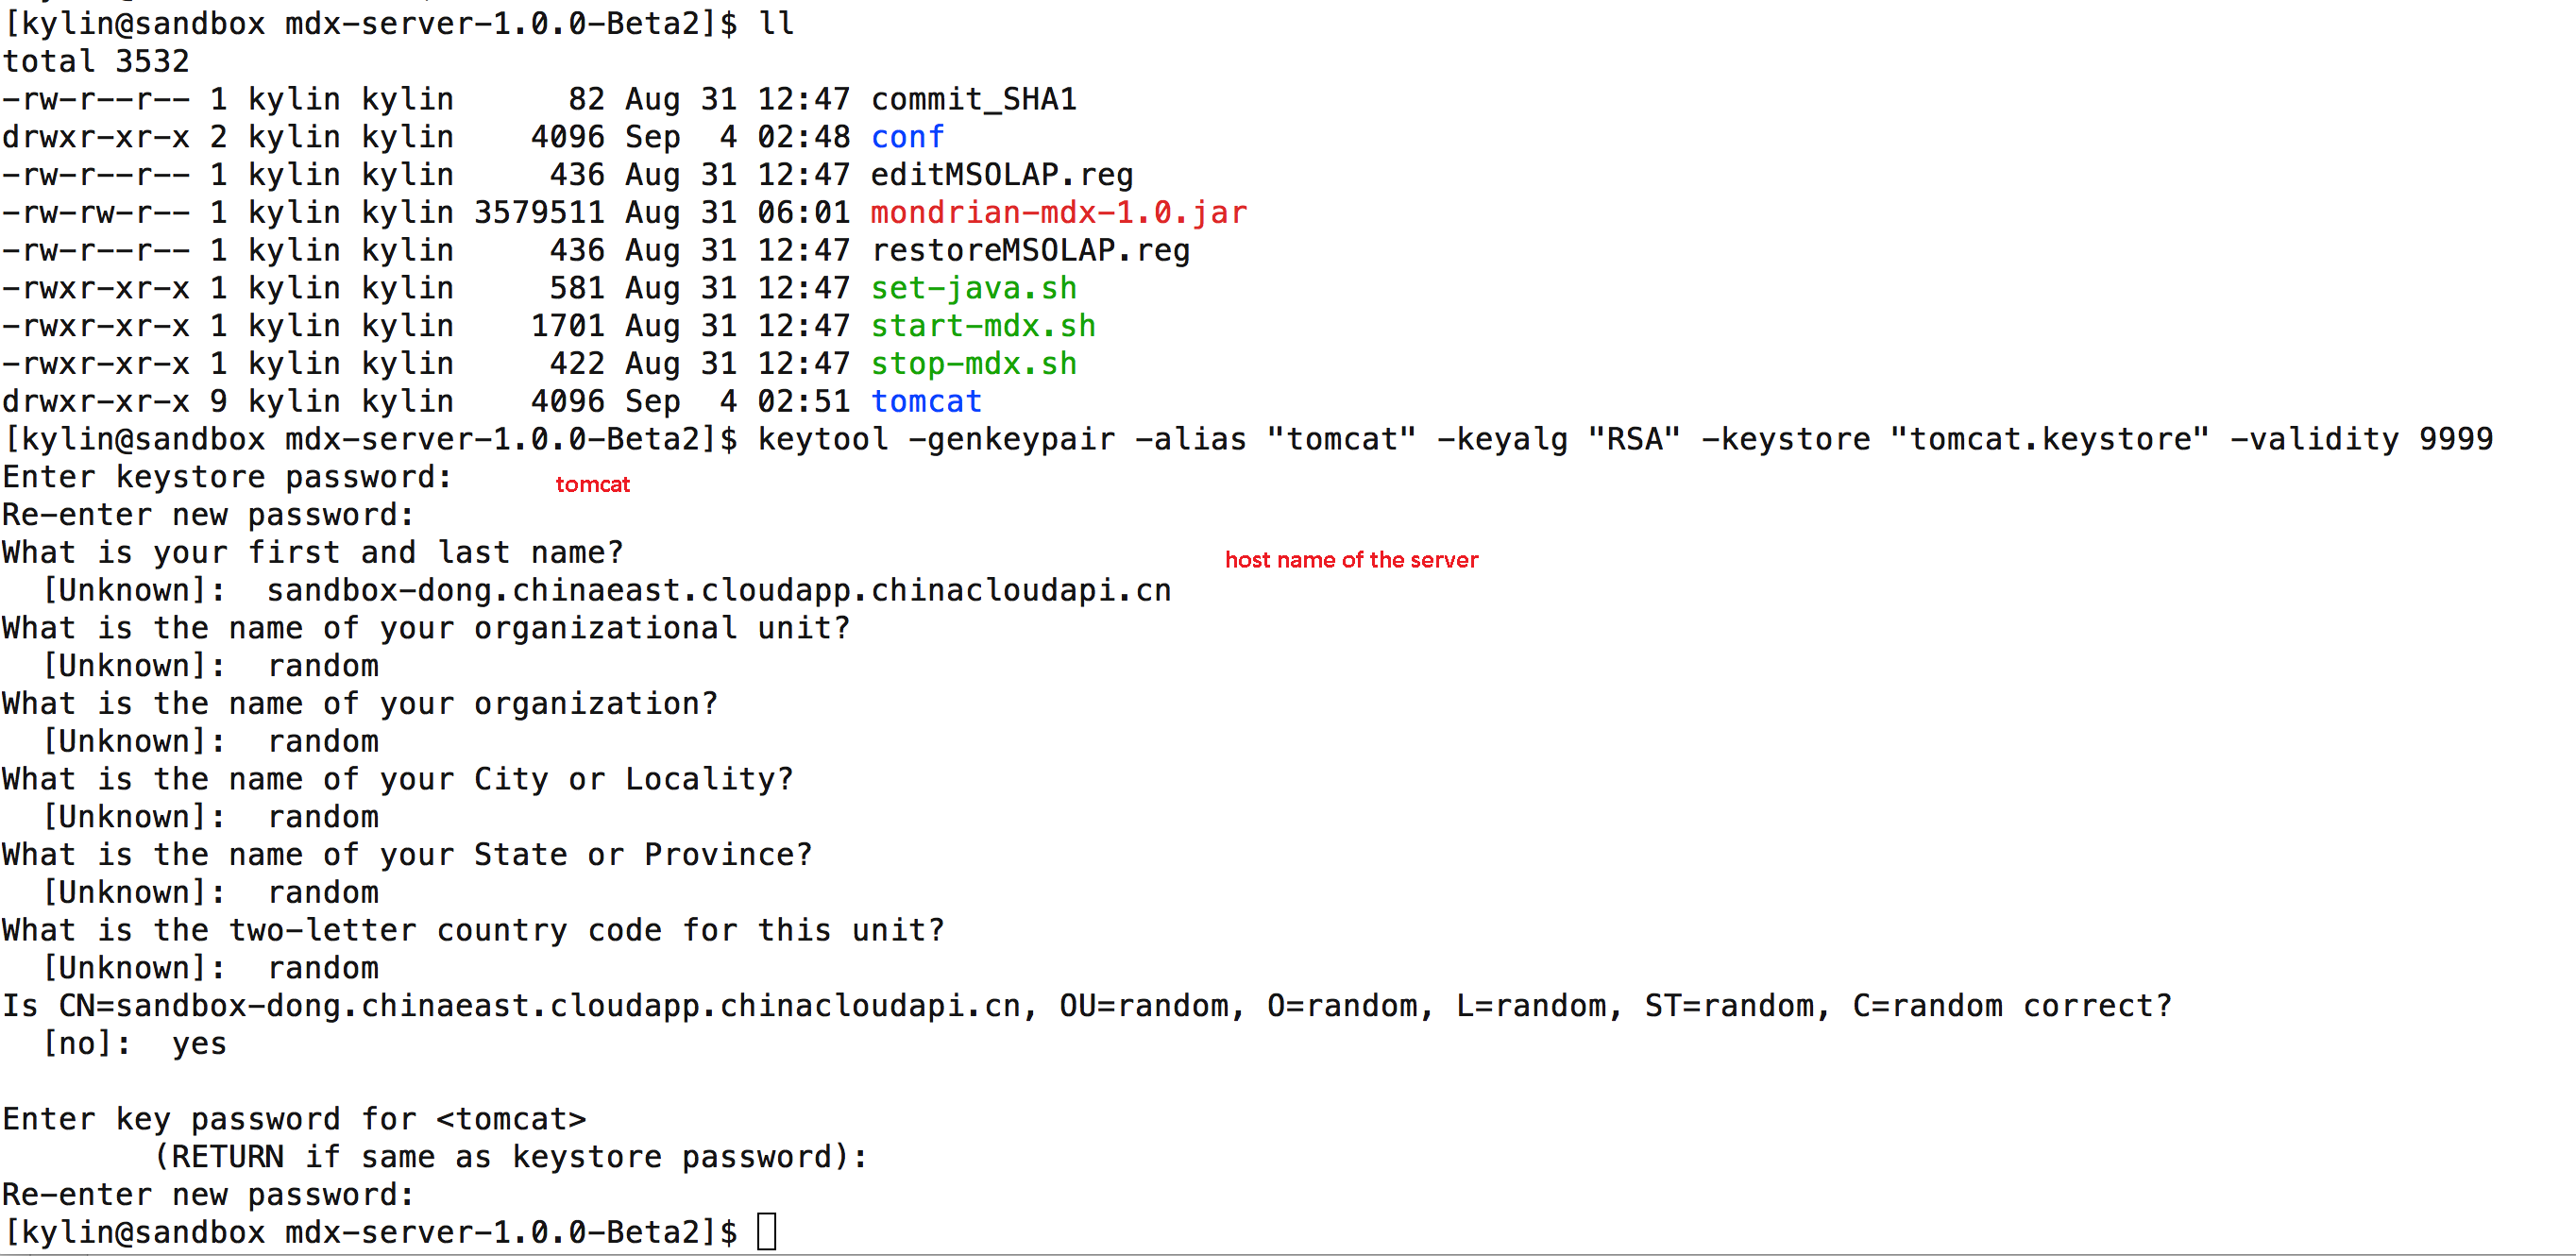 [kylin@sandbox mdx-server-1.0.0-Beta2]$ ll
total 3532
-rw-r--r-- 1 kylin kylin      82 Aug 31 12:47 commit_SHA1
drwxr-xr-x 2 kylin kylin    4096 Sep  4 02:48 conf
-rw-r--r-- 1 kylin kylin     436 Aug 31 12:47 editMSOLAP.reg
-rw-rw-r-- 1 kylin kylin 3579511 Aug 31 06:01 mondrian-mdx-1.0.jar
-rw-r--r-- 1 kylin kylin     436 Aug 31 12:47 restoreMSOLAP.reg
-rwxr-xr-x 1 kylin kylin     581 Aug 31 12:47 set-java.sh
-rwxr-xr-x 1 kylin kylin    1701 Aug 31 12:47 start-mdx.sh
-rwxr-xr-x 1 kylin kylin     422 Aug 31 12:47 stop-mdx.sh
drwxr-xr-x 9 kylin kylin    4096 Sep  4 02:51 tomcat
[kylin@sandbox mdx-server-1.0.0-Beta2]$ keytool -genkeypair -alias "tomcat" -keyalg "RSA" -keystore "tomcat.keystore" -validity 9999
Enter keystore password: tomcat
Re-enter new password:
What is your first and last name? host name of the server
  [Unknown]:  sandbox-dong.chinaeast.cloudapp.chinacloudapi.cn
What is the name of your organizational unit?
  [Unknown]:  random
What is the name of your organization?
  [Unknown]:  random
What is the name of your City or Locality?
  [Unknown]:  random
What is the name of your State or Province?
  [Unknown]:  random
What is the two-letter country code for this unit?
  [Unknown]:  random
Is CN=sandbox-dong.chinaeast.cloudapp.chinacloudapi.cn, OU=random, O=random, L=random, ST=random, C=random correct?
  [no]:  yes
Enter key password for <tomcat>
        (RETURN if same as keystore password):
Re-enter new password:
[kylin@sandbox mdx-server-1.0.0-Beta2]$